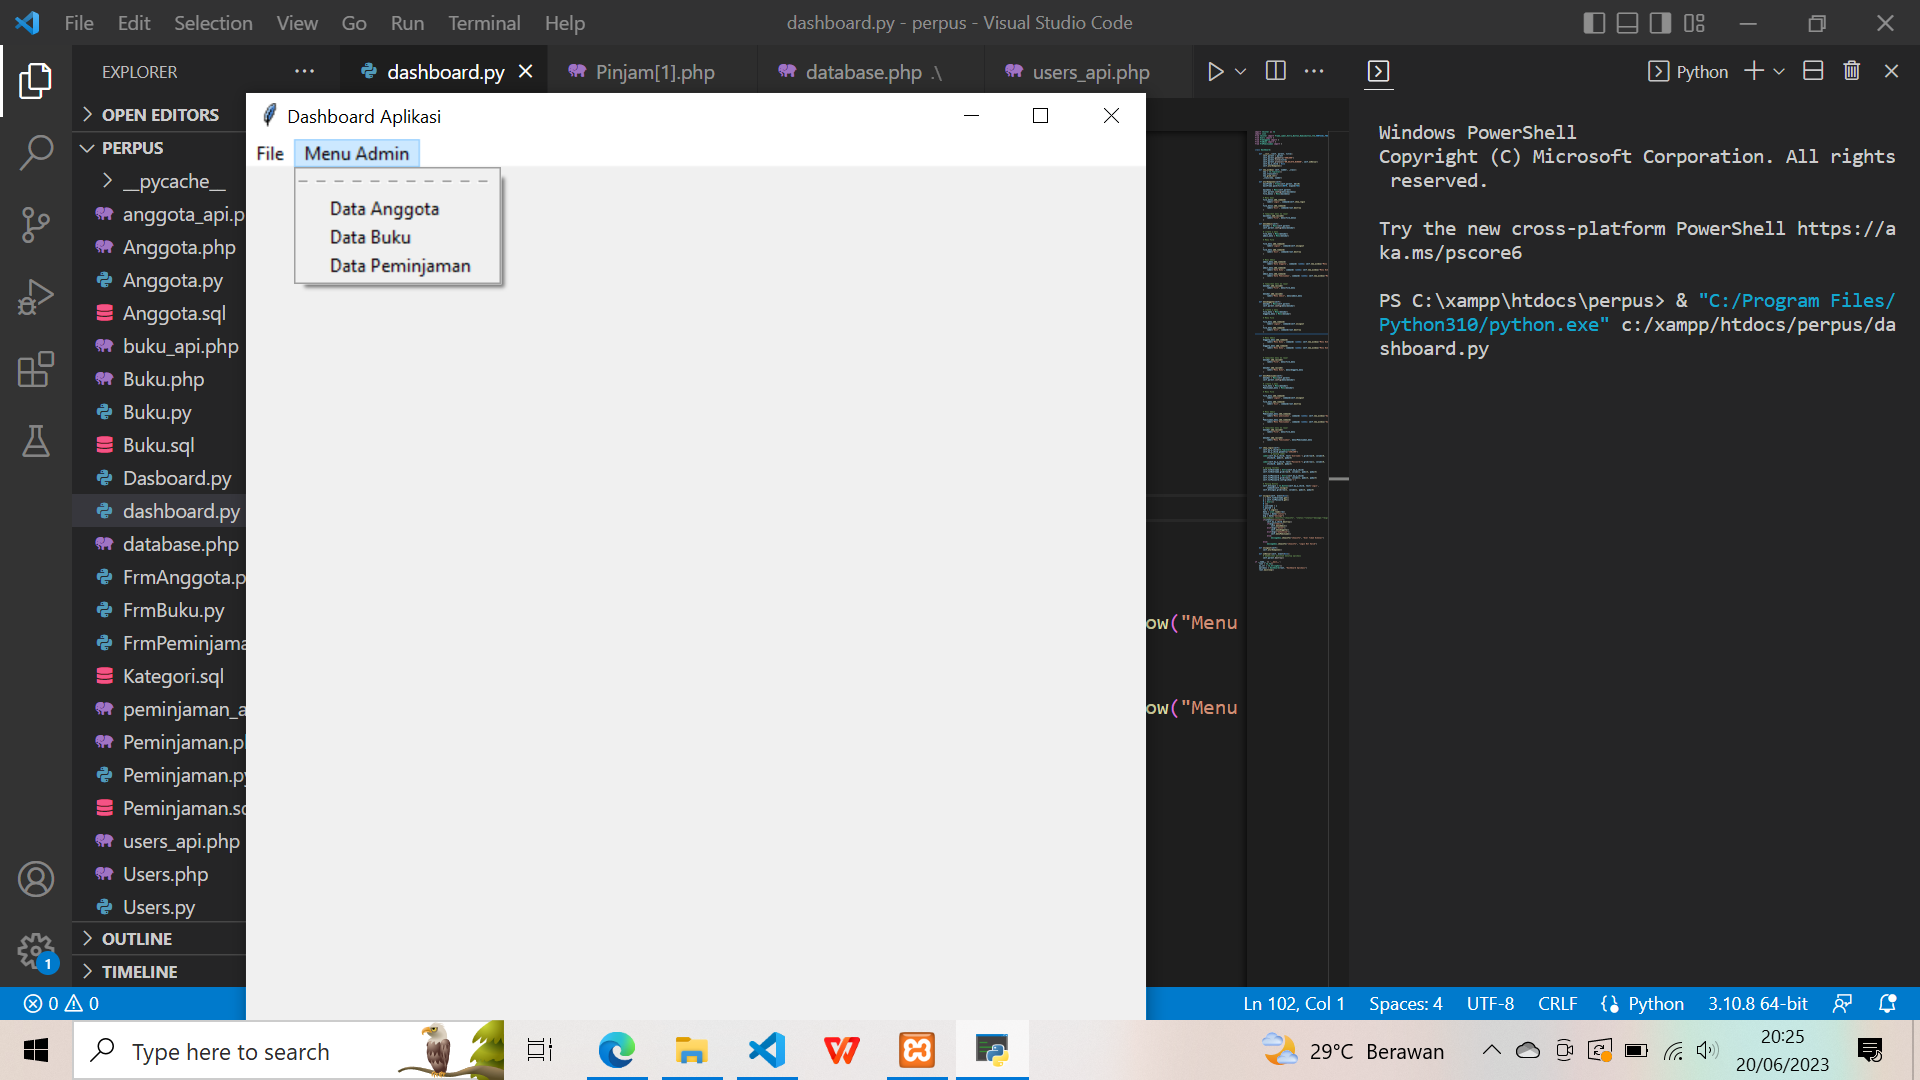 File Edit Selection View Go Run Terminal Help
dashboard.py - perpus - Visual Studio Code
EXPLORER
dashboard.py
Pinjam[1].php
database.php .\
users_api.php
Python
OPEN EDITORS
PERPUS
__pycache__
anggota_api.p
Anggota.php
Anggota.py
Anggota.sql
buku_api.php
Buku.php
Buku.py
Buku.sql
Dasboard.py
dashboard.py
database.php
FrmAnggota.p
FrmBuku.py
FrmPeminjama
Kategori.sql
peminjaman_a
Peminjaman.p
Peminjaman.py
Peminjaman.s
users_api.php
Users.php
Users.py
OUTLINE
TIMELINE
Dashboard Aplikasi
File Menu Admin
Data Anggota
Data Buku
Data Peminjaman
ow("Menu
ow("Menu
Windows PowerShell
Copyright (C) Microsoft Corporation. All rights
reserved.
Try the new cross-platform PowerShell https://a
ka.ms/pscore6
PS C:\xampp\htdocs\perpus> & "C:/Program Files/
Python310/python.exe" c:/xampp/htdocs/perpus/da
shboard.py
1
0 0
Ln 102, Col 1 Spaces: 4 UTF-8 CRLF Python 3.10.8 64-bit
Type here to search
29°C Berawan
20:25
20/06/2023